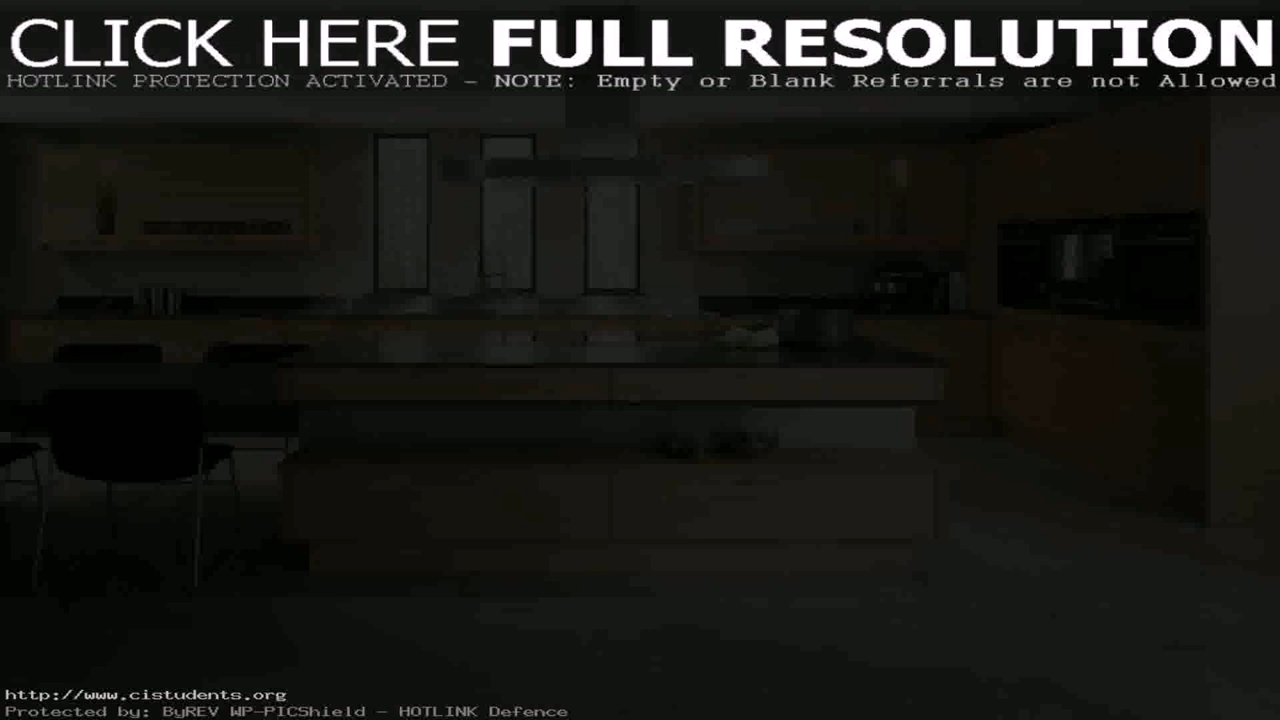 CLICK HERE FULL RESOLUTION
HOTLINK PROTECTION ACTIVATED - NOTE: Empty or Blank Referrals are not Allowed
http://www.cistudents.org
Protected by: ByREV WP-PICShield - HOTLINK Defence